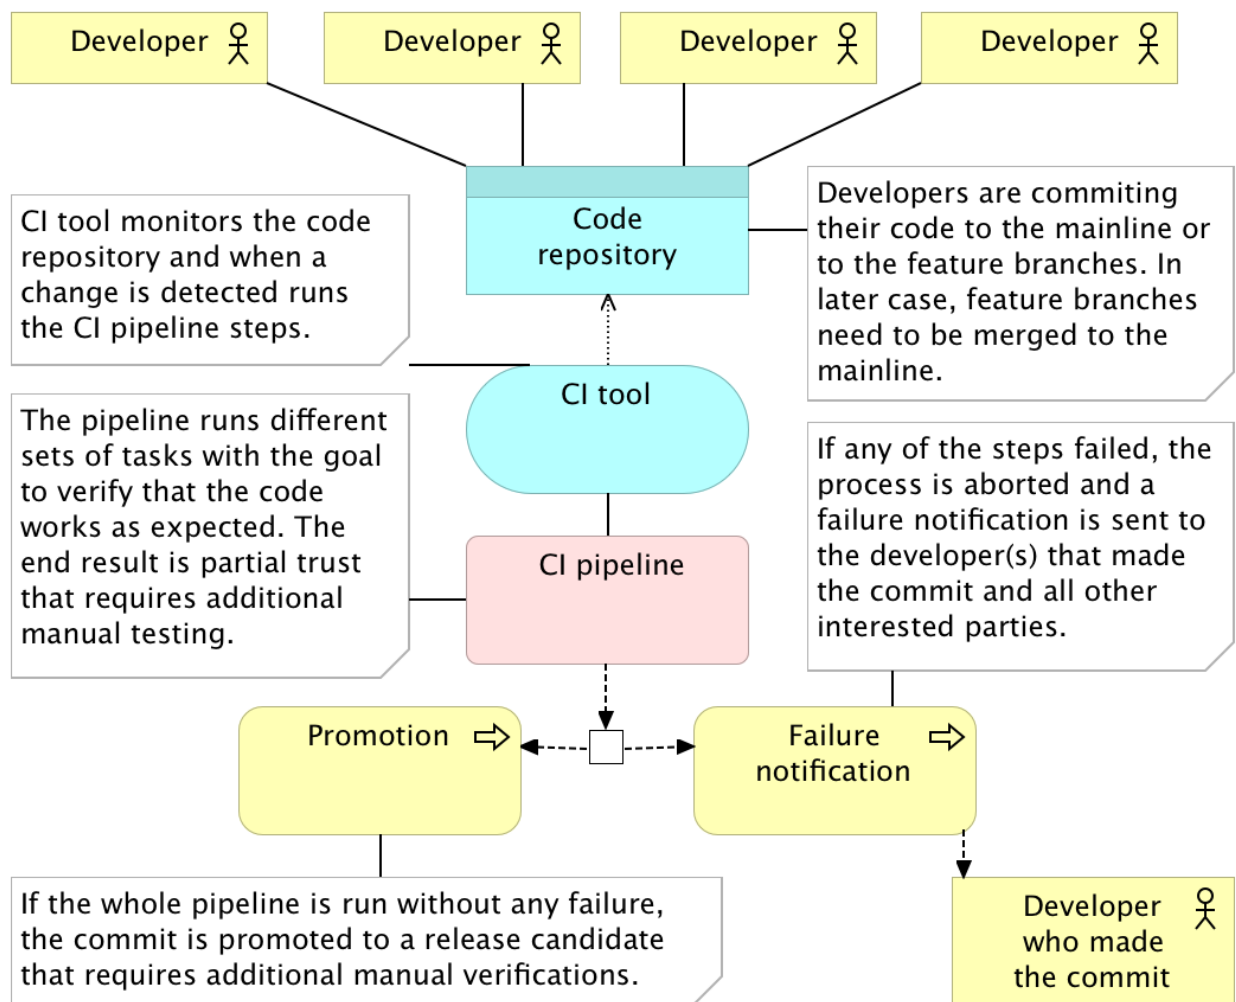 Developer
Developer
Developer
Developer
Code
repository
CI tool monitors the code
repository and when a
change is detected runs
the CI pipeline steps.
Developers are commiting
their code to the mainline or
to the feature branches. In
later case, feature branches
need to be merged to the
mainline.
CI tool
The pipeline runs different
sets of tasks with the goal
to verify that the code
works as expected. The
end result is partial trust
that requires additional
manual testing.
If any of the steps failed, the
process is aborted and a
failure notification is sent to
the developer(s) that made
the commit and all other
interested parties.
CI pipeline
Promotion
Failure
notification
If the whole pipeline is run without any failure,
the commit is promoted to a release candidate
that requires additional manual verifications.
Developer
who made
the commit